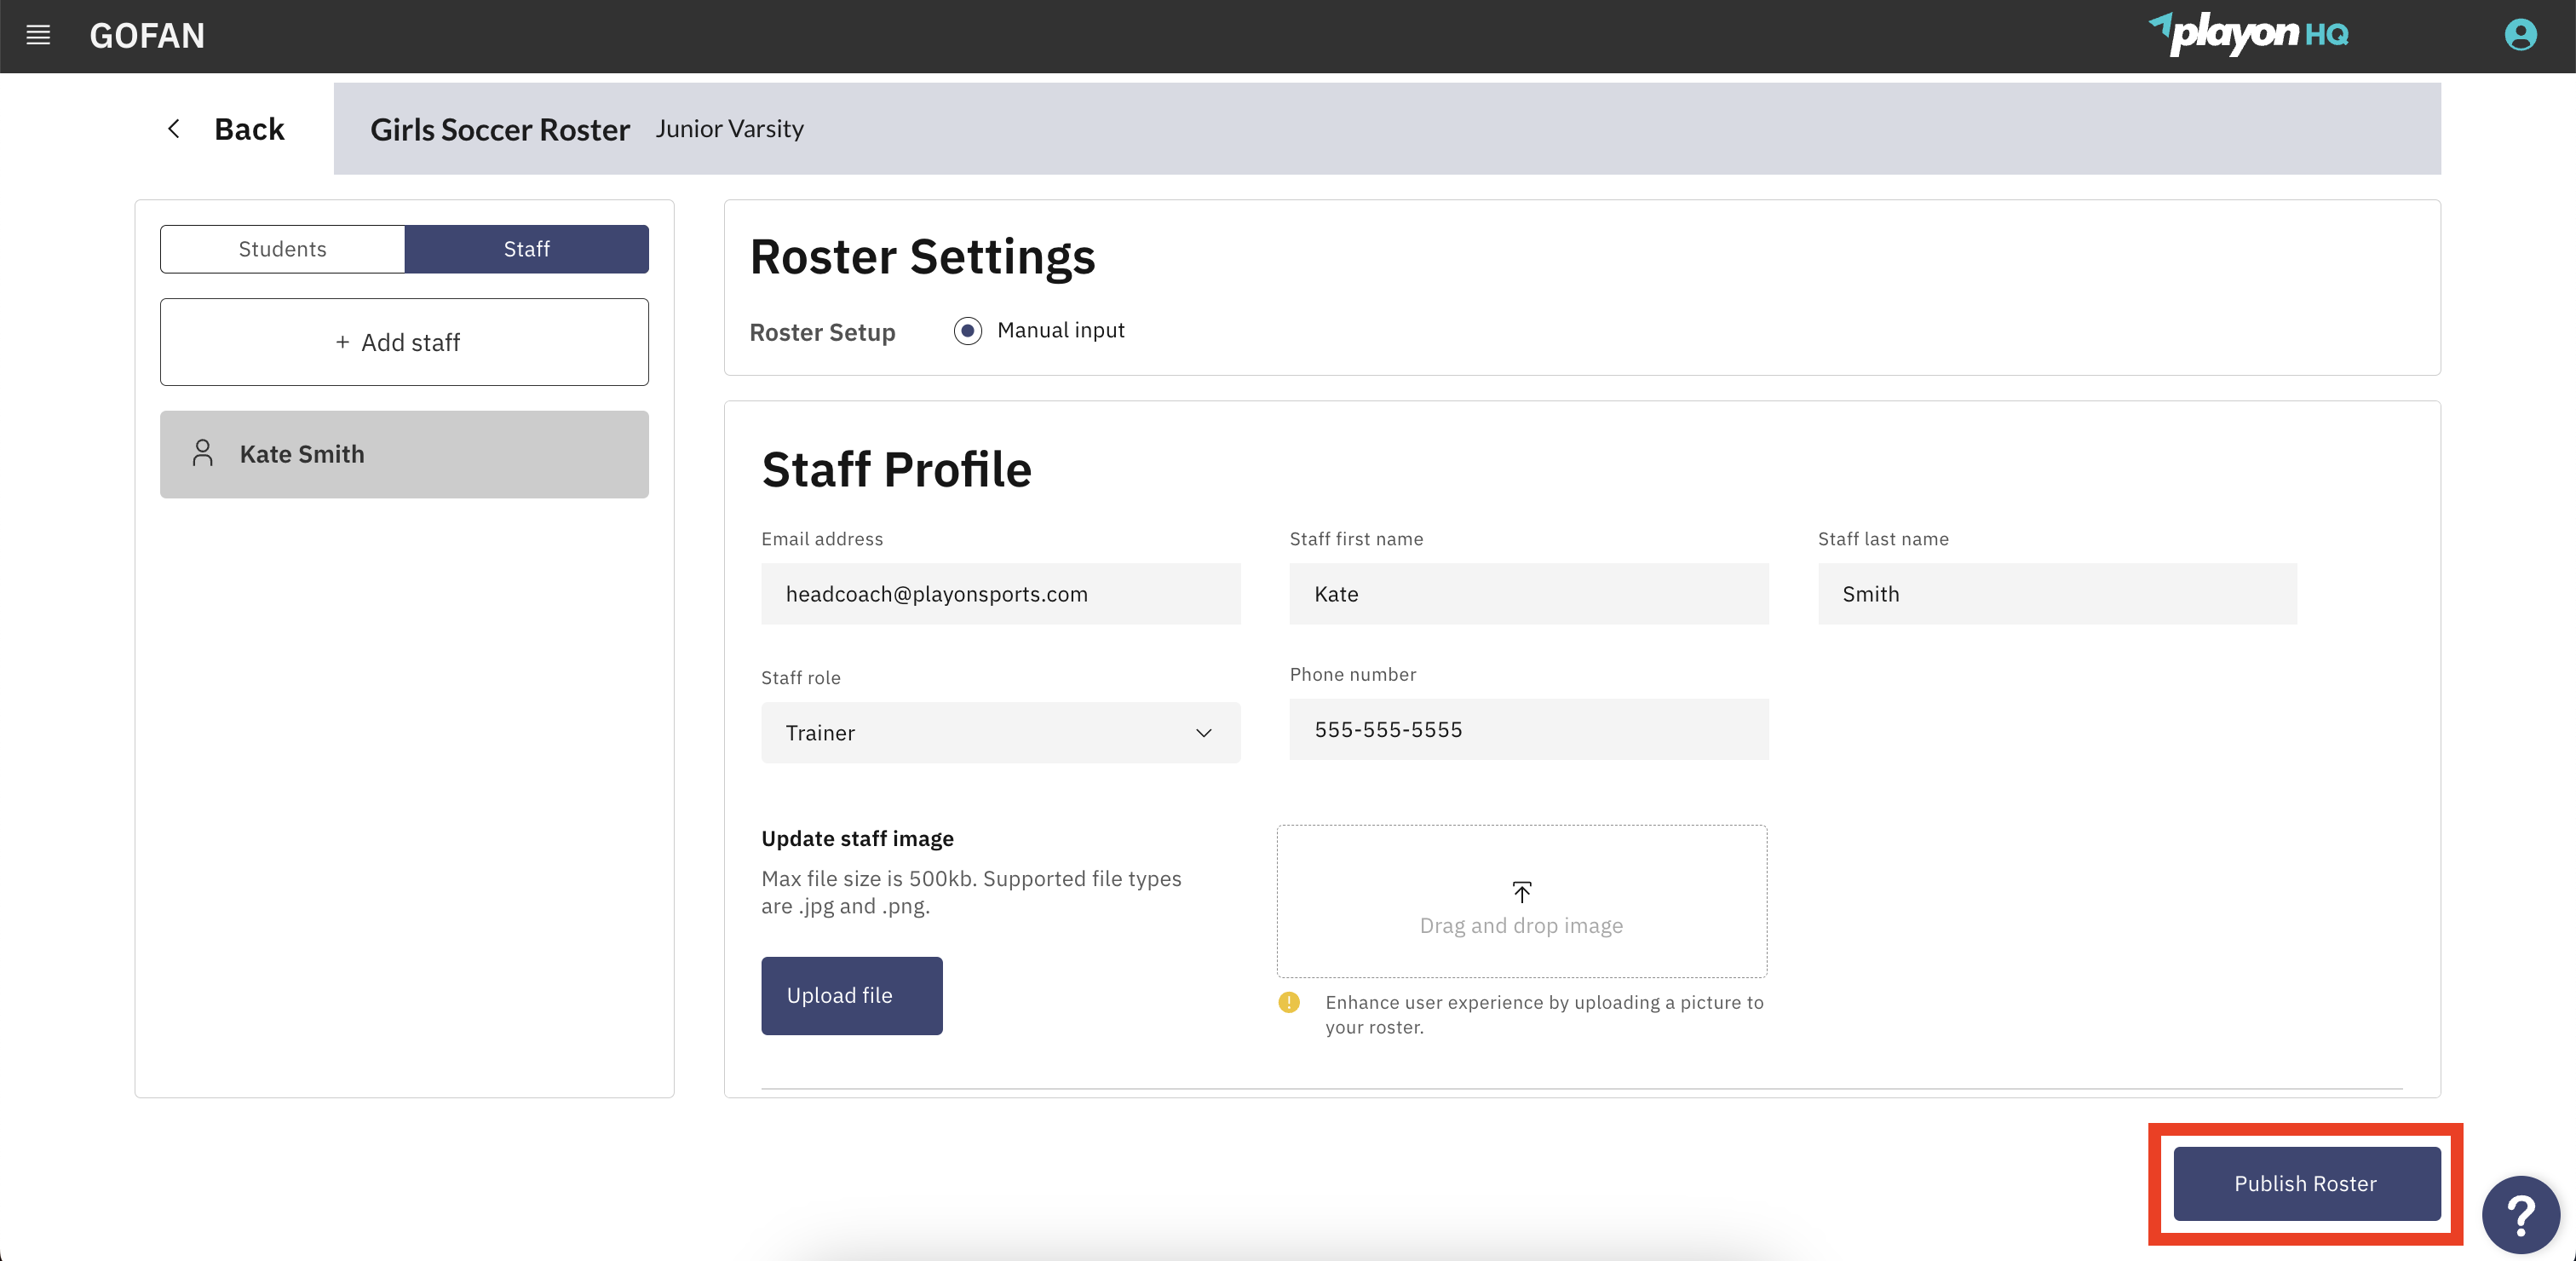 GOFAN
playon HQ
Back
Girls Soccer Roster Junior Varsity
Students
Staff
+ Add staff
Kate Smith
Roster Settings
Roster Setup
Manual input
Staff Profile
Email address
headcoach@playonsports.com
Staff first name
Kate
Staff last name
Smith
Staff role
Trainer
Phone number
555-555-5555
Update staff image
Max file size is 500kb. Supported file types
are .jpg and .png.
Upload file
Drag and drop image
Enhance user experience by uploading a picture to
your roster.
Publish Roster
?